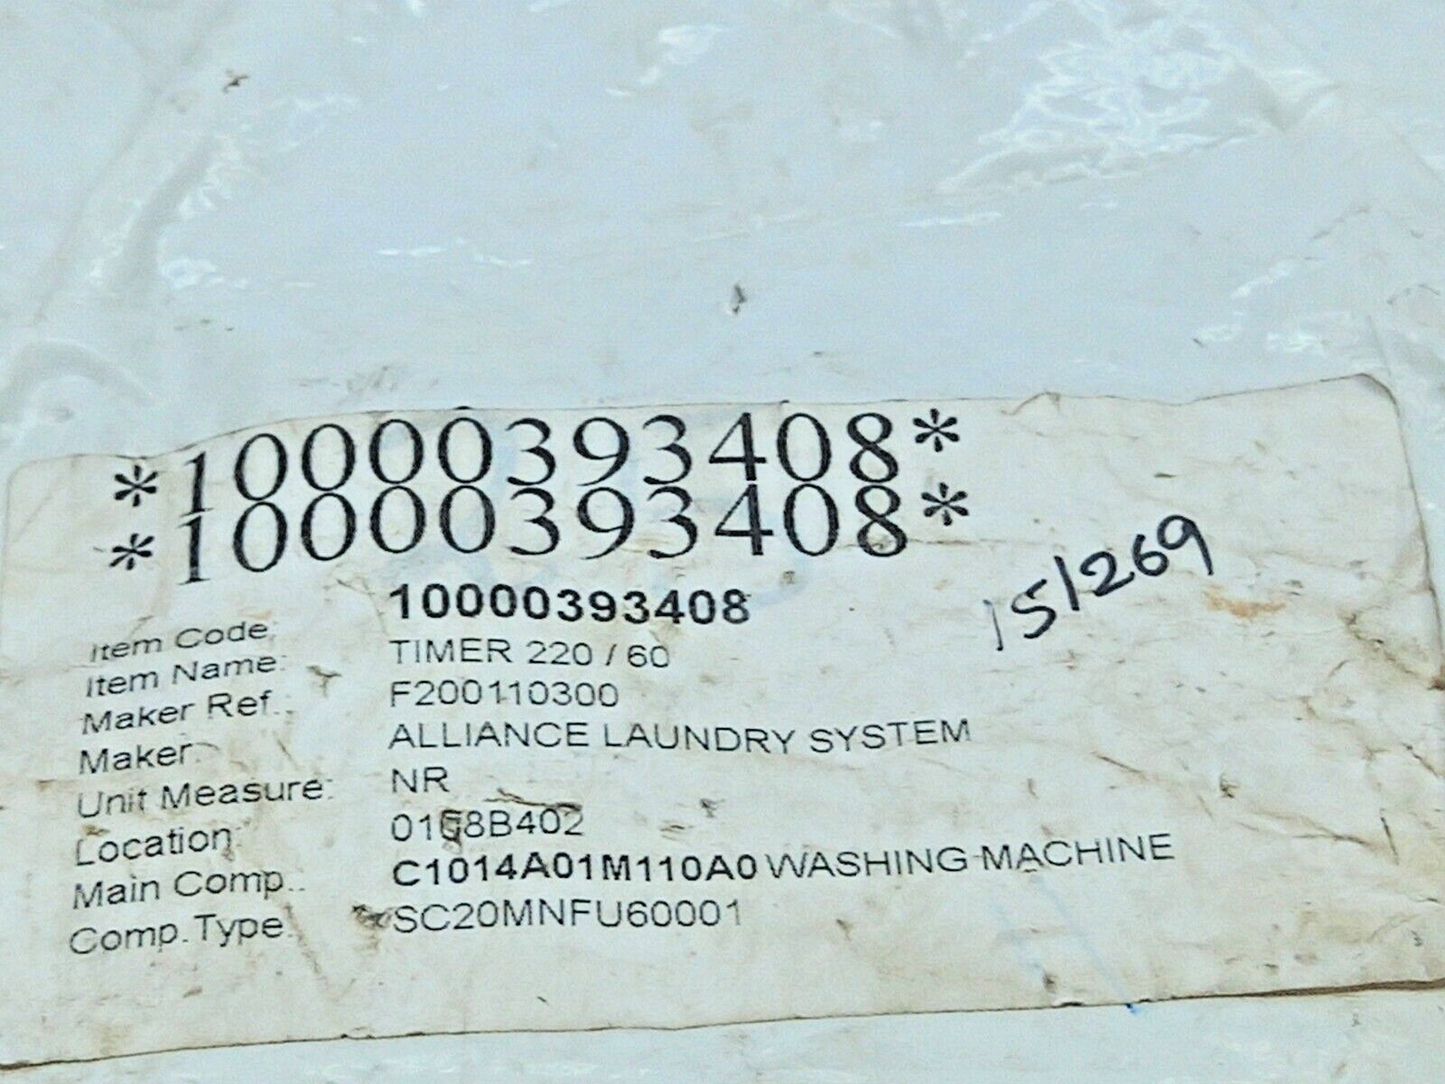 *10000393408*
*10000393408*
Item Code: 10000393408
Item Name: TIMER 220 / 60
Maker Ref.: F200110300
Maker: ALLIANCE LAUNDRY SYSTEM
Unit Measure: NR
Location:
Main Comp.: C1014A01M110A0 WASHING MACHINE
Comp. Type: SC20MNFU60001
151269